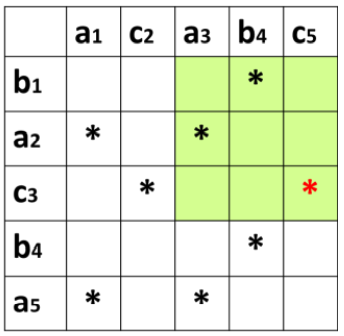 a1 c2 a3 b4 c5
b1 *
a2 * *
c3 * *
b4 *
a5 * *